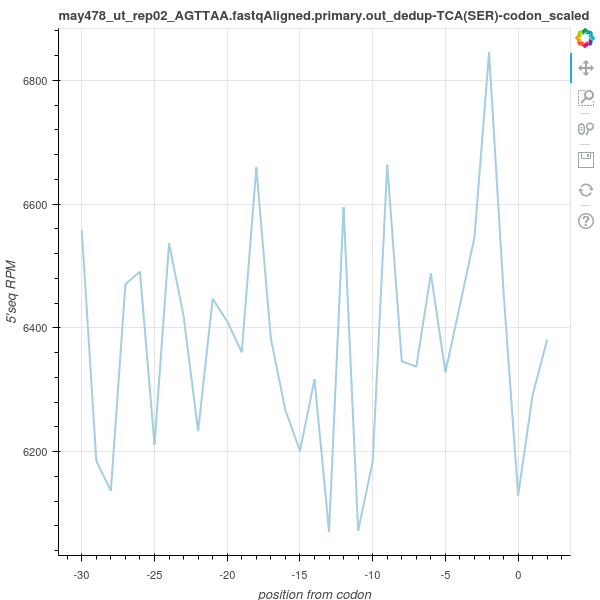 may478_ut_rep02_AGTTAA.fastqAligned.primary.out_dedup-TCA(SER)-codon_scaled
6800
6600
6400
6200
5'seq RPM
-30 -25 -20 -15 -10 -5 0
position from codon